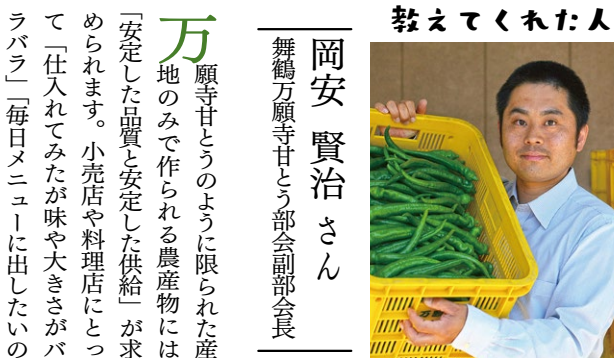 教えてくれた人
岡安 賢治 さん
舞鶴万願寺甘とう部会副部会長
万願寺甘とうのように限られた産
地のみで作られる農産物には
「安定した品質と安定した供給」が求
められます。小売店や料理店にとっ
て「仕入れてみたが味や大きさがバ
ラバラ」「毎日メニューに出したいの